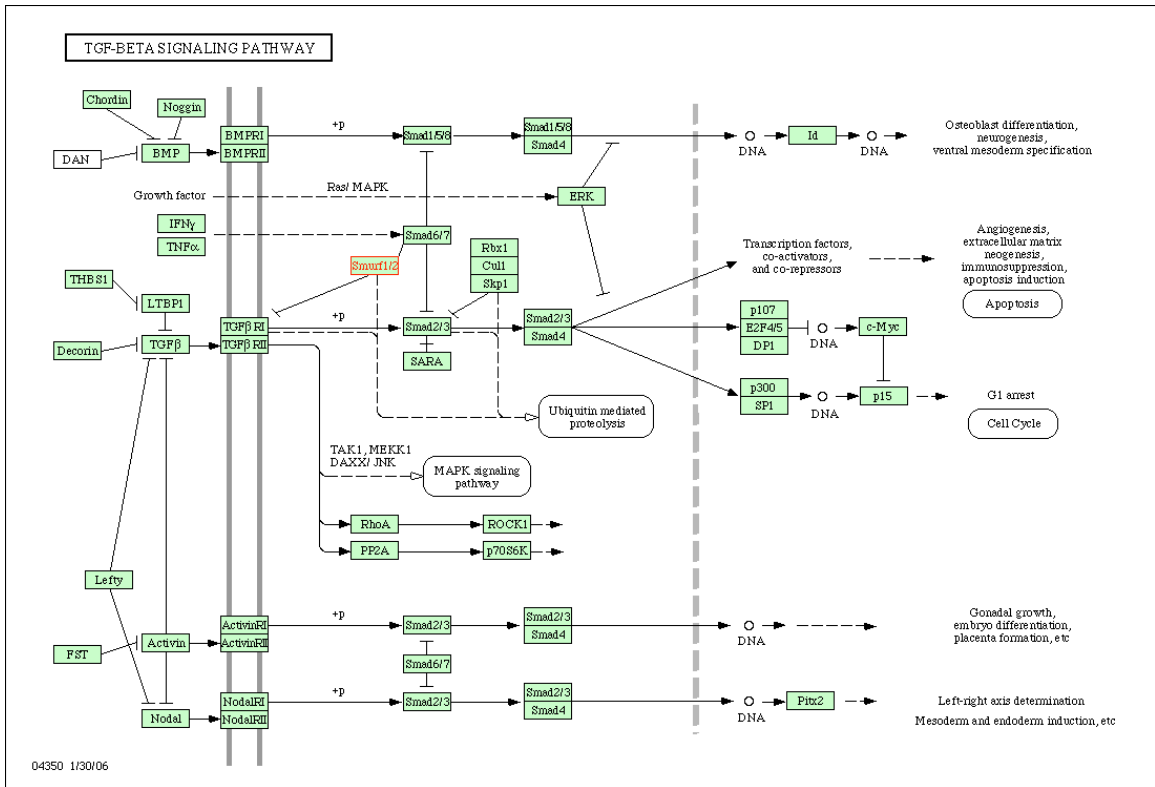 TGF-BETA SIGNALING PATHWAY
Chordin
Noggin
DAN
BMP
BMPRI
BMPRII
+p
Smad1/5/8
Smad1/5/8
Smad4
DNA
Id
DNA
Osteoblast differentiation,
neurogenesis,
ventral mesoderm specification
Growth factor
Ras/ MAPK
ERK
IFNγ
TNFα
Smad6/7
Smurf1/2
Rbx1
Cul1
Skp1
Transcription factors,
co-activators,
and co-repressors
Angiogenesis,
extracellular matrix
neogenesis,
immunosuppression,
apoptosis induction
Apoptosis
THBS1
LTBP1
Decorin
TGFβ
TGFβ RI
TGFβ RII
+p
Smad2/3
SARA
Smad2/3
Smad4
p107
E2F4/5
DP1
DNA
c-Myc
p300
SP1
DNA
p15
G1 arrest
Cell Cycle
Ubiquitin mediated
proteolysis
TAK1, MEKK1
DAXX/ JNK
MAPK signaling
pathway
RhoA
ROCK1
PP2A
p70S6K
Lefty
FST
Activin
ActivinRI
ActivinRII
+p
Smad2/3
Smad2/3
Smad4
DNA
Gonadal growth,
embryo differentiation,
placenta formation, etc
Smad6/7
Nodal
NodalRI
NodalRII
+p
Smad2/3
Smad2/3
Smad4
DNA
Pitx2
Left-right axis determination
Mesoderm and endoderm induction, etc
04350 1/30/06